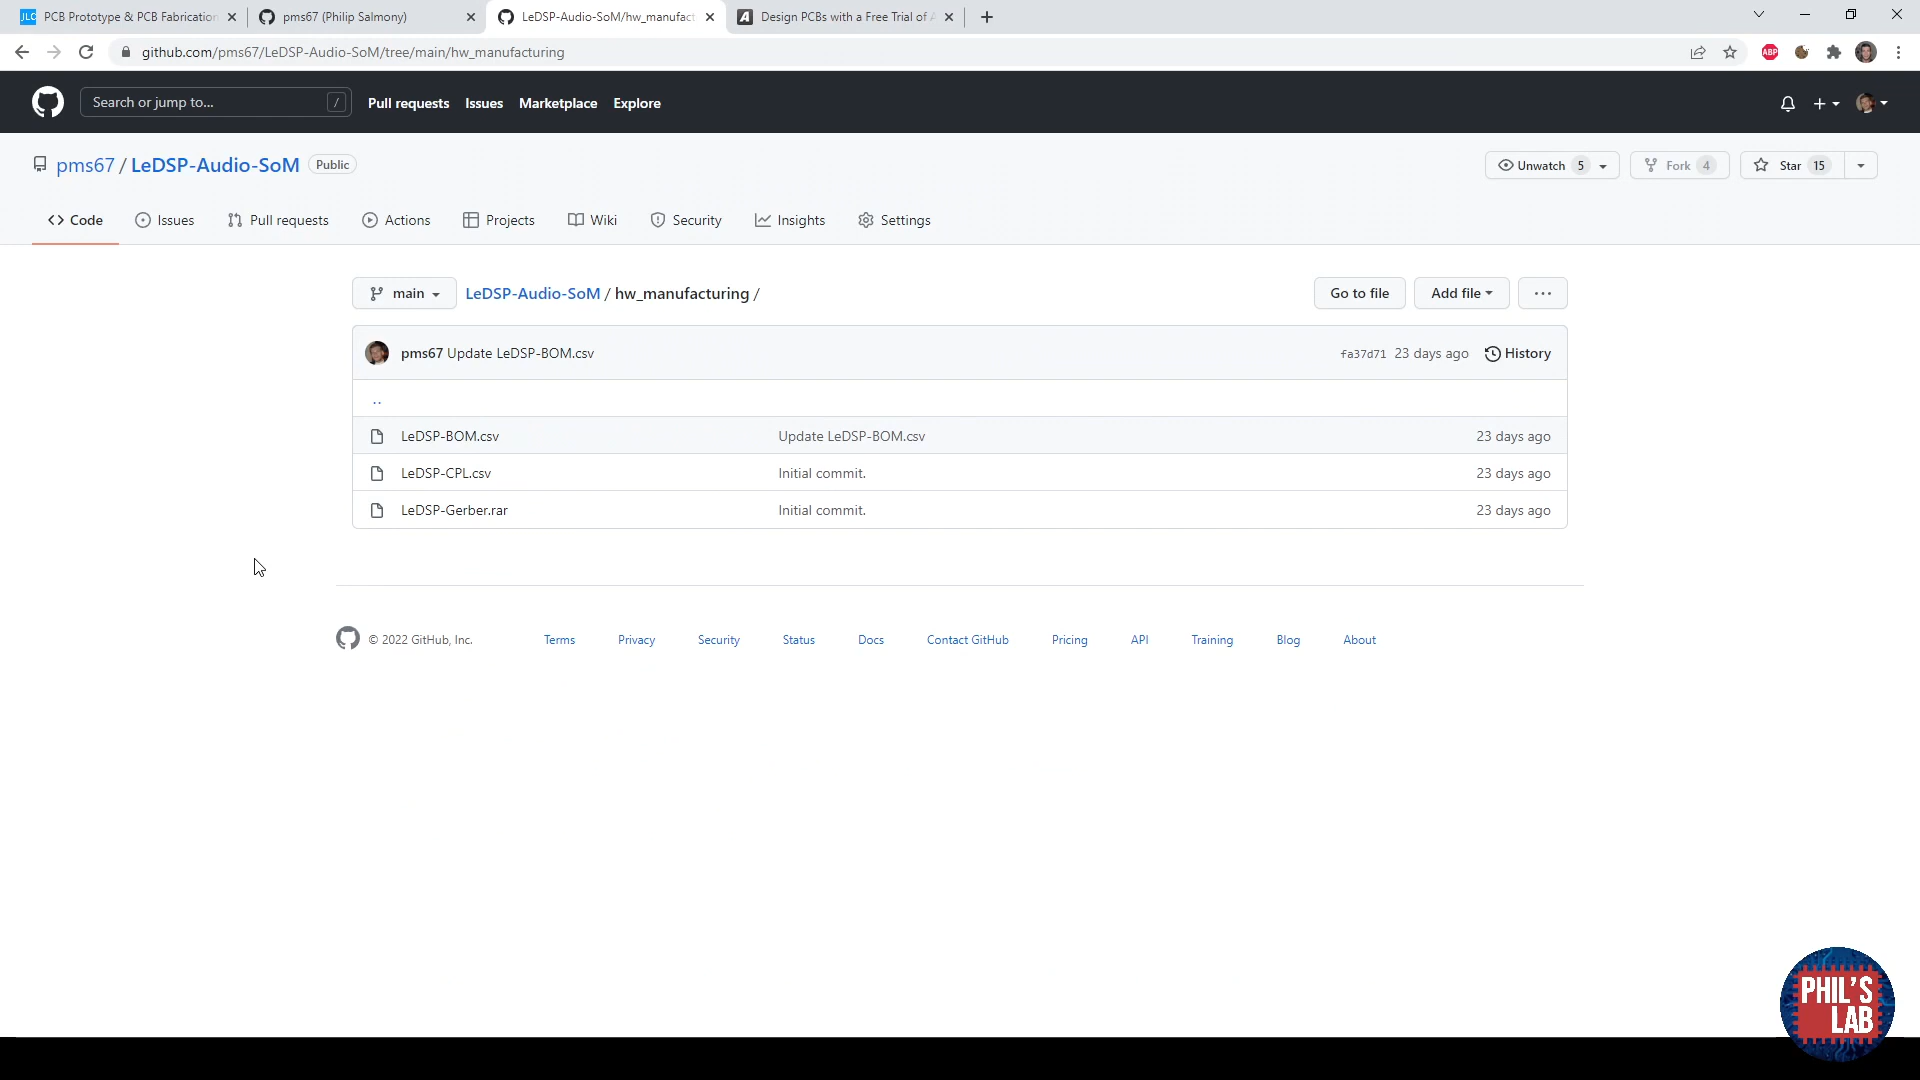 JLC PCB Prototype & PCB Fabrication
pms67 (Philip Salmony)
LeDSP-Audio-SoM/hw_manufact
Design PCBs with a Free Trial of A
github.com/pms67/LeDSP-Audio-SoM/tree/main/hw_manufacturing
ABP
Search or jump to... /
Pull requests Issues Marketplace Explore
pms67 / LeDSP-Audio-SoM Public
Unwatch 5 Fork 4 Star 15
Code Issues Pull requests Actions Projects Wiki Security Insights Settings
main LeDSP-Audio-SoM / hw_manufacturing /
Go to file Add file ...
pms67 Update LeDSP-BOM.csv fa37d71 23 days ago History
..
LeDSP-BOM.csv Update LeDSP-BOM.csv 23 days ago
LeDSP-CPL.csv Initial commit. 23 days ago
LeDSP-Gerber.rar Initial commit. 23 days ago
© 2022 GitHub, Inc. Terms Privacy Security Status Docs Contact GitHub Pricing API Training Blog About
PHIL'S
LAB